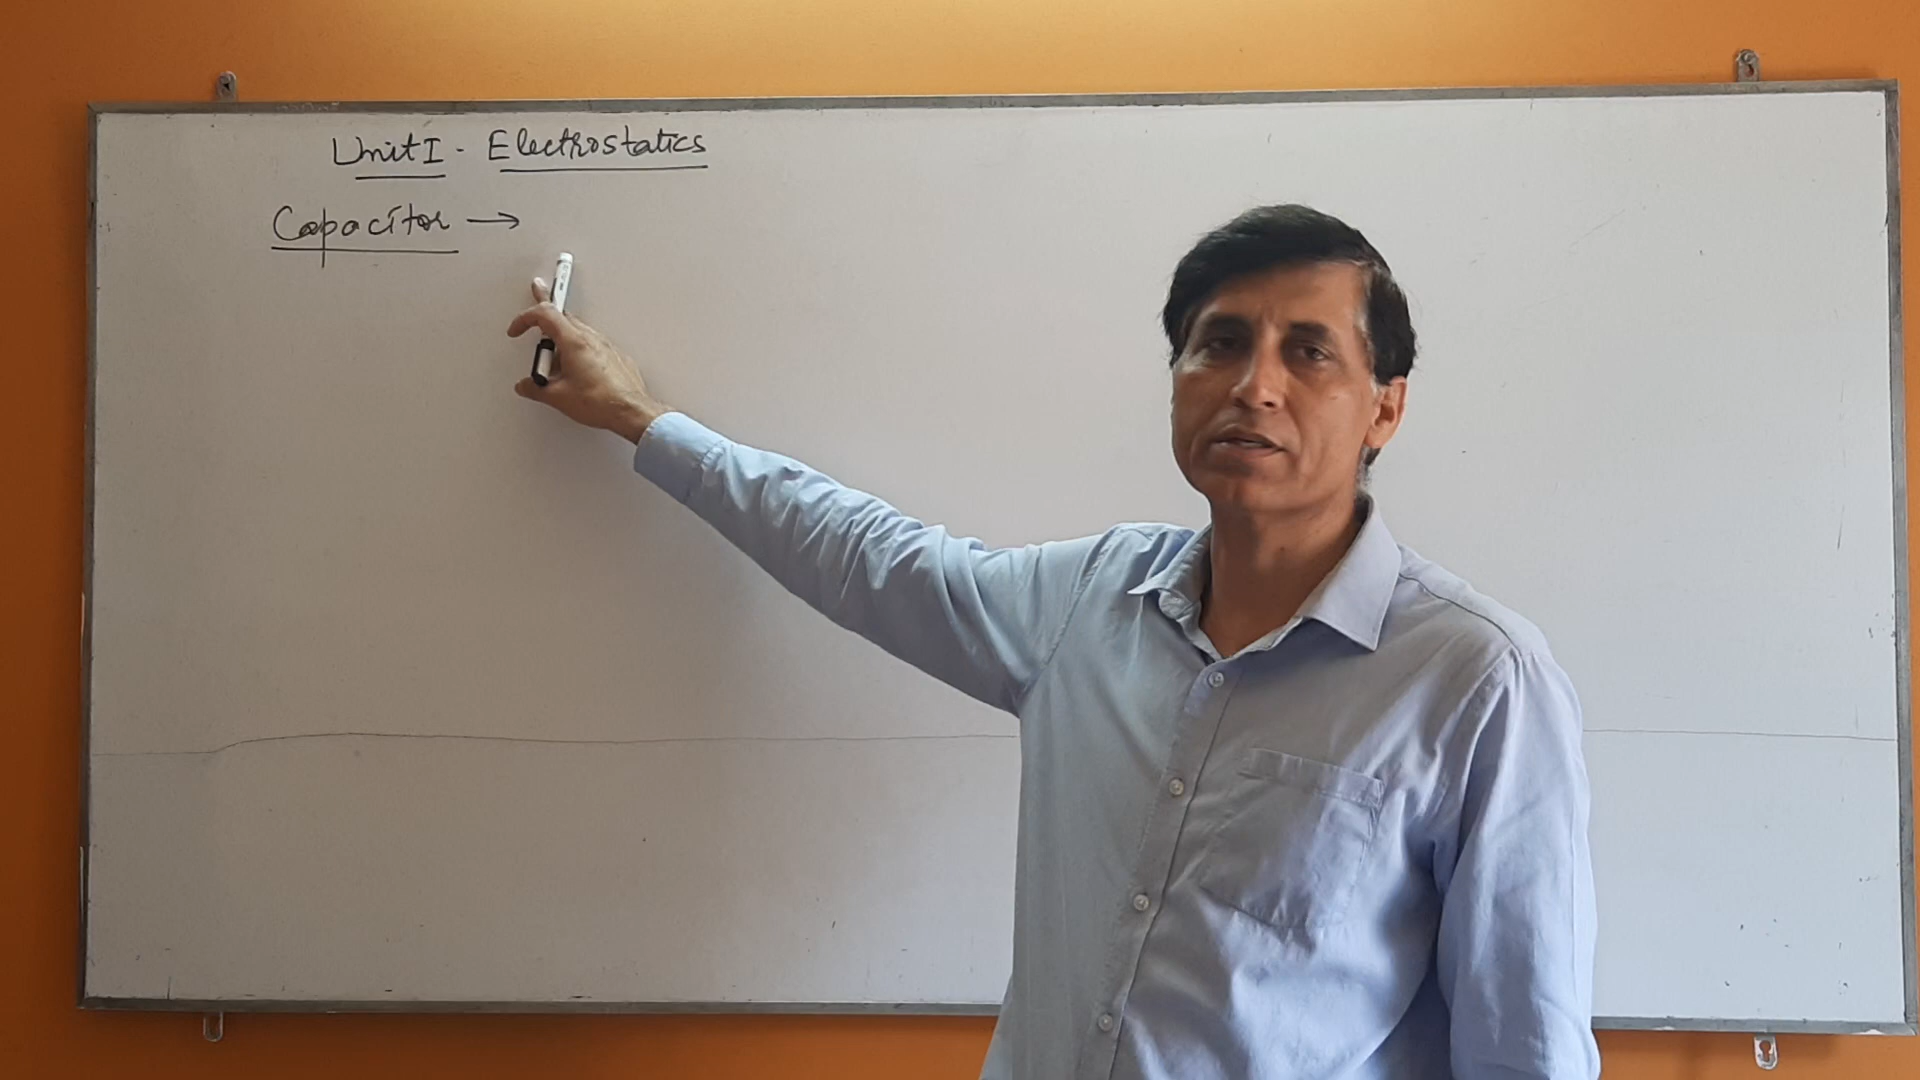 Unit I - Electrostatics
Capacitor →